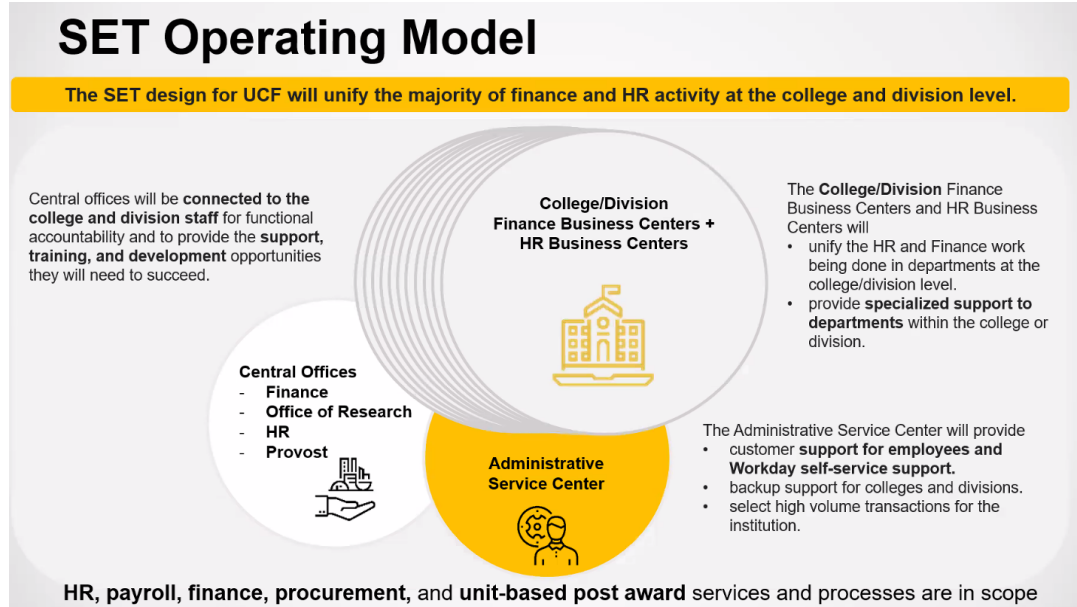 SET Operating Model
The SET design for UCF will unify the majority of finance and HR activity at the college and division level.
Central offices will be connected to the
college and division staff for functional
accountability and to provide the support,
training, and development opportunities
they will need to succeed.
College/Division
Finance Business Centers +
HR Business Centers
The College/Division Finance
Business Centers and HR Business
Centers will
• unify the HR and Finance work
being done in departments at the
college/division level.
• provide specialized support to
departments within the college or
division.
Central Offices
- Finance
- Office of Research
- HR
- Provost
Administrative
Service Center
The Administrative Service Center will provide
• customer support for employees and
Workday self-service support.
• backup support for colleges and divisions.
• select high volume transactions for the
institution.
HR, payroll, finance, procurement, and unit-based post award services and processes are in scope